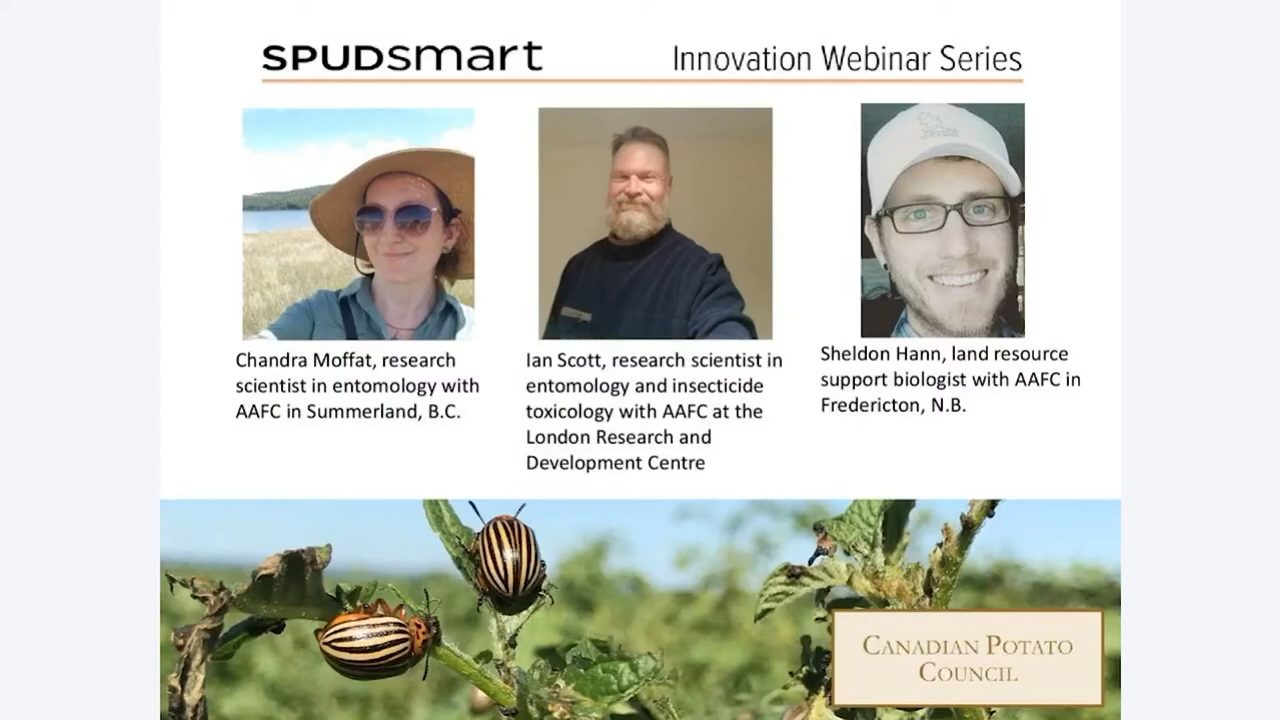 SPUDsmart
Innovation Webinar Series
Chandra Moffat, research
scientist in entomology with
AAFC in Summerland, B.C.
Ian Scott, research scientist in
entomology and insecticide
toxicology with AAFC at the
London Research and
Development Centre
Sheldon Hann, land resource
support biologist with AAFC in
Fredericton, N.B.
CANADIAN POTATO
COUNCIL